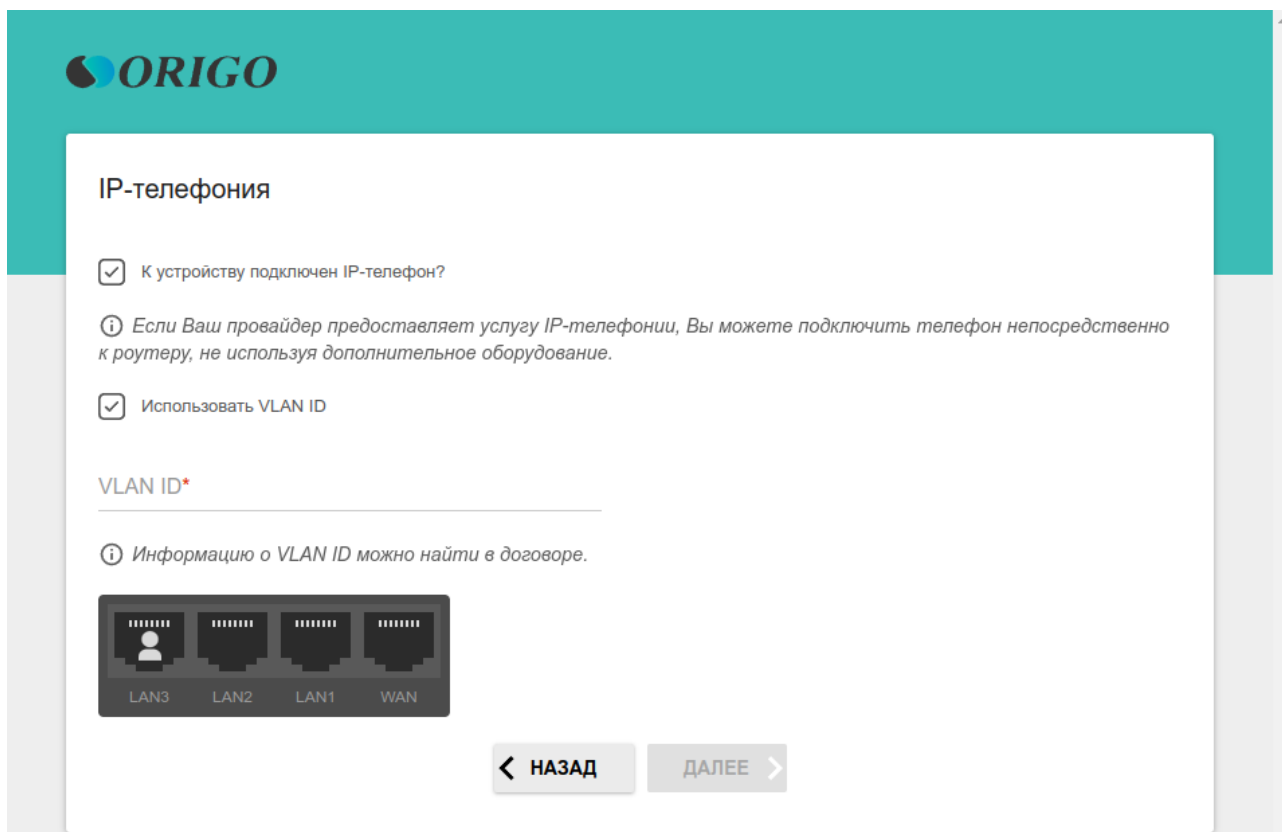 ORIGO
IP-телефония
К устройству подключен IP-телефон?
Если Ваш провайдер предоставляет услугу IP-телефонии, Вы можете подключить телефон непосредственно
к роутеру, не используя дополнительное оборудование.
Использовать VLAN ID
VLAN ID*
Информацию о VLAN ID можно найти в договоре.
LAN3 LAN2 LAN1 WAN
НАЗАД ДАЛЕЕ